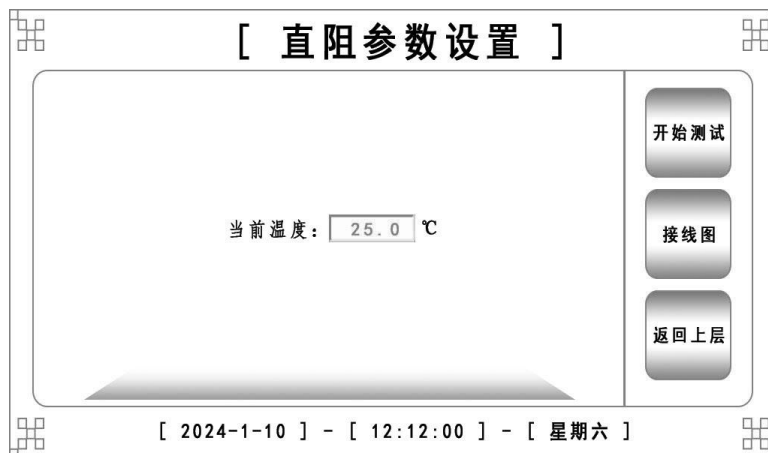 [ 直阻参数设置 ]
开始测试
当前温度: 25.0 ℃
接线图
返回上层
[ 2024-1-10 ] - [ 12:12:00 ] - [ 星期六 ]